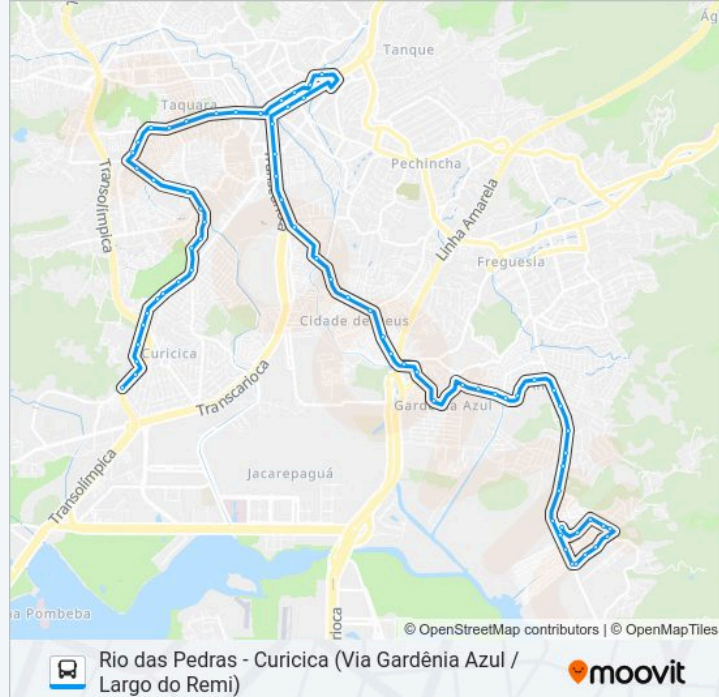 Ág
Tanque
Taquara
Transolímpica
Pechincha
Linha Amarela
Freguesia
Cidade de Deus
Curicica
Transcarioca
Gardênia Azul
Jacarepaguá
Transolímpica
a Pombeba
rioca
© OpenStreetMap contributors | © OpenMapTiles
Rio das Pedras - Curicica (Via Gardênia Azul /
Largo do Remi)
moovit